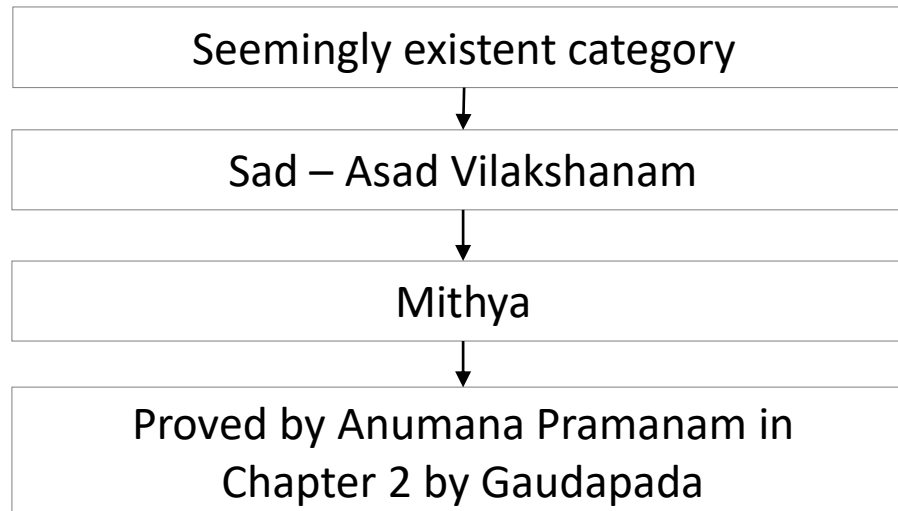 Seemingly existent category
Sad – Asad Vilakshanam
Mithya
Proved by Anumana Pramanam in
Chapter 2 by Gaudapada